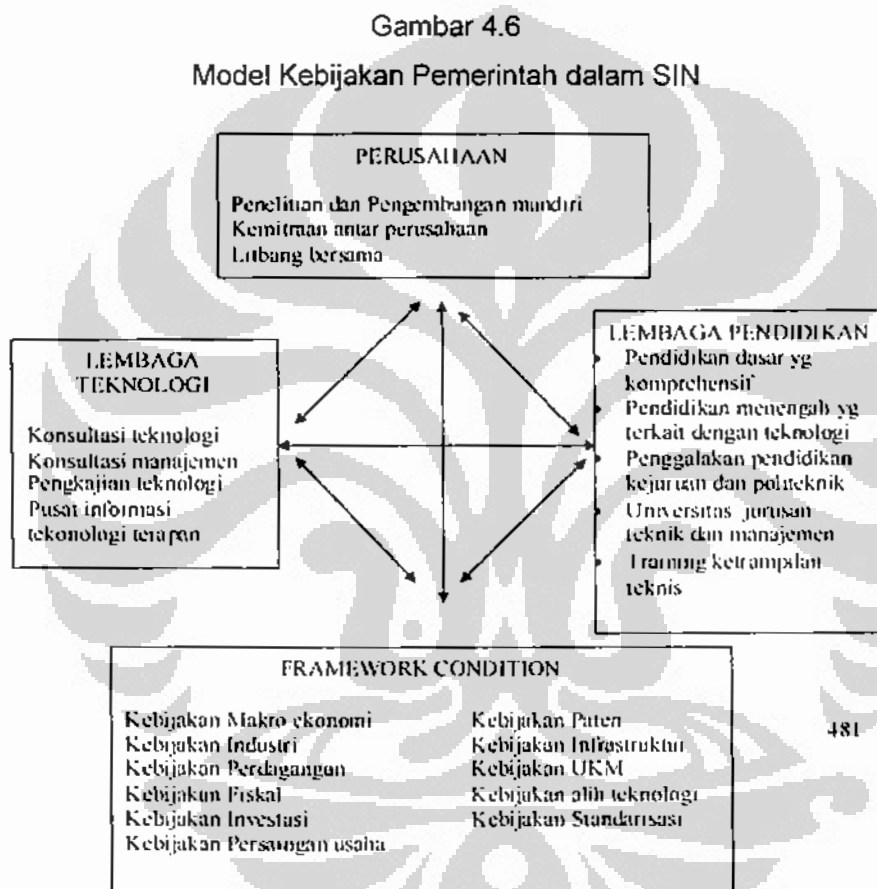 Gambar 4.6
Model Kebijakan Pemerintah dalam SIN
PERUSAHAAN
Penelitian dan Pengembangan mandiri
Kemitraan antar perusahaan
Litbang bersama
LEMBAGA
TEKNOLOGI
Konsultasi teknologi
Konsultasi manajemen
Pengkajian teknologi
Pusat informasi
tekonologi terapan
LEMBAGA PENDIDIKAN
Pendidikan dasar yg
komprehensif
Pendidikan menengah yg
terkait dengan teknologi
Penggalakan pendidikan
kejuruan dan politeknik
Universitas jurusan
teknik dan manajemen
Training ketrampilan
teknis
FRAMEWORK CONDITION
Kebijakan Makro ekonomi
Kebijakan Industri
Kebijakan Perdagangan
Kebijakan Fiskal
Kebijakan Investasi
Kebijakan Persaingan usaha
Kebijakan Paten
Kebijakan Infrastruktur
Kebijakan UKM
Kebijakan alih teknologi
Kebijakan Standarisasi
481